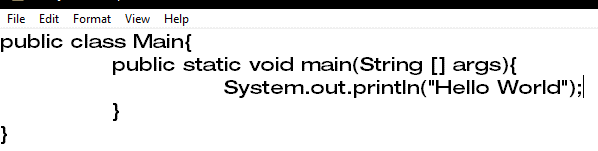 File Edit Format View Help
public class Main{
public static void main(String [] args){
System.out.println("Hello World");
}
}